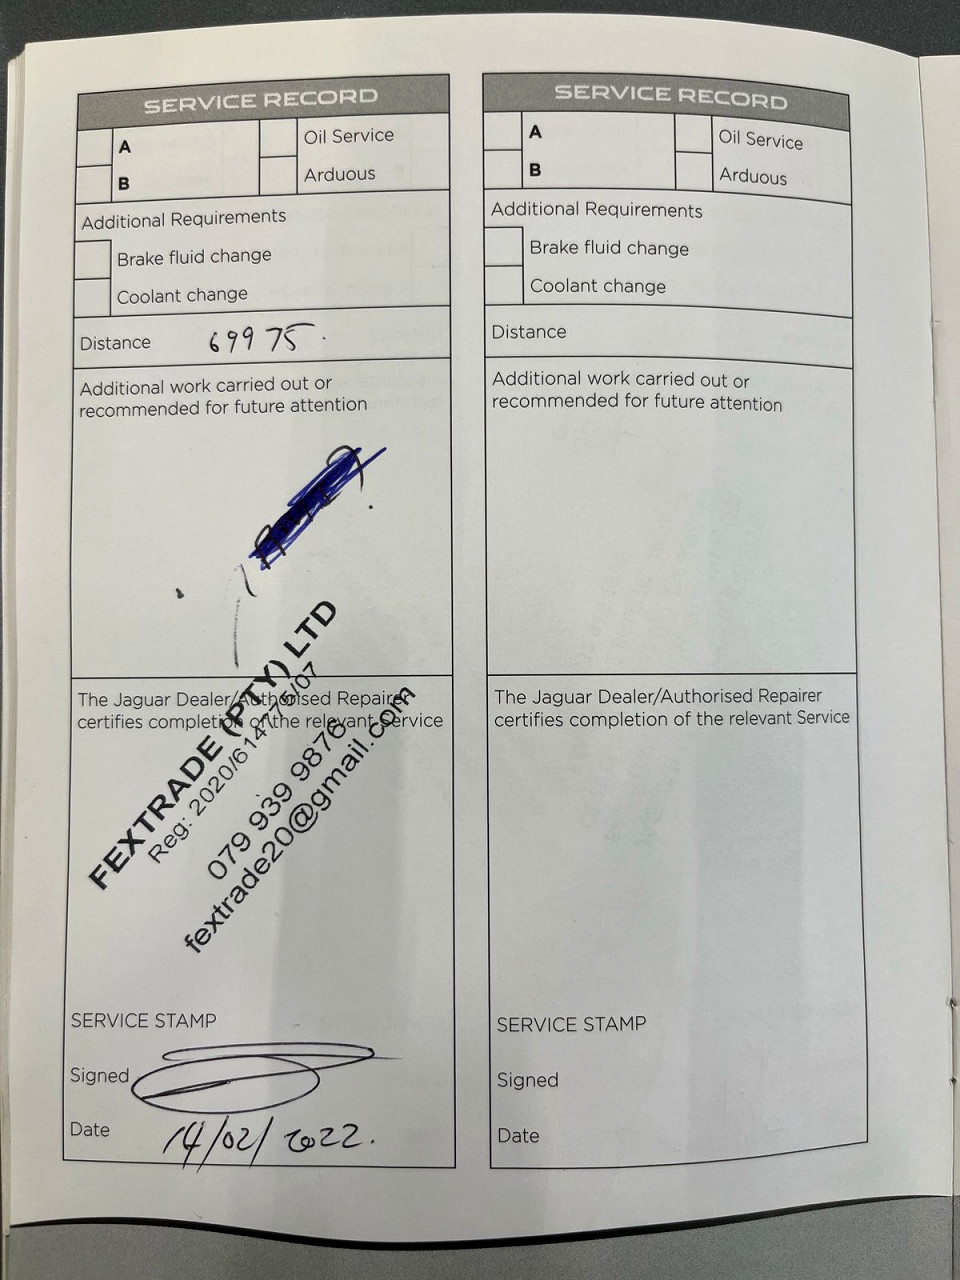 SERVICE RECORD
A
Oil Service
B
Arduous
Additional Requirements
Brake fluid change
Coolant change
Distance 69975.
Additional work carried out or
recommended for future attention
The Jaguar Dealer/Authorised Repairer
certifies completion of the relevant Service
FEXTRADE (PTY) LTD
Reg: 2020/614776/07
079 939 9876
fextrade20@gmail.com
SERVICE STAMP
Signed
Date 14/02/2022.
SERVICE RECORD
A
Oil Service
B
Arduous
Additional Requirements
Brake fluid change
Coolant change
Distance
Additional work carried out or
recommended for future attention
The Jaguar Dealer/Authorised Repairer
certifies completion of the relevant Service
SERVICE STAMP
Signed
Date